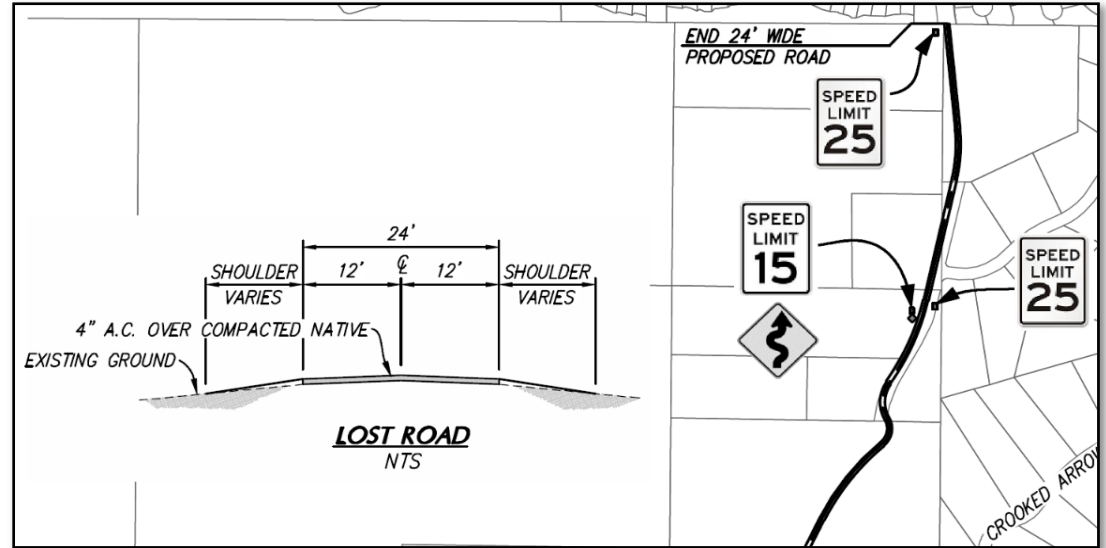 END 24' WIDE
PROPOSED ROAD
SPEED
LIMIT
25
SPEED
LIMIT
15
SPEED
LIMIT
25
24'
SHOULDER
VARIES
12' ℄ 12'
SHOULDER
VARIES
4" A.C. OVER COMPACTED NATIVE
EXISTING GROUND
LOST ROAD
NTS
CROOKED